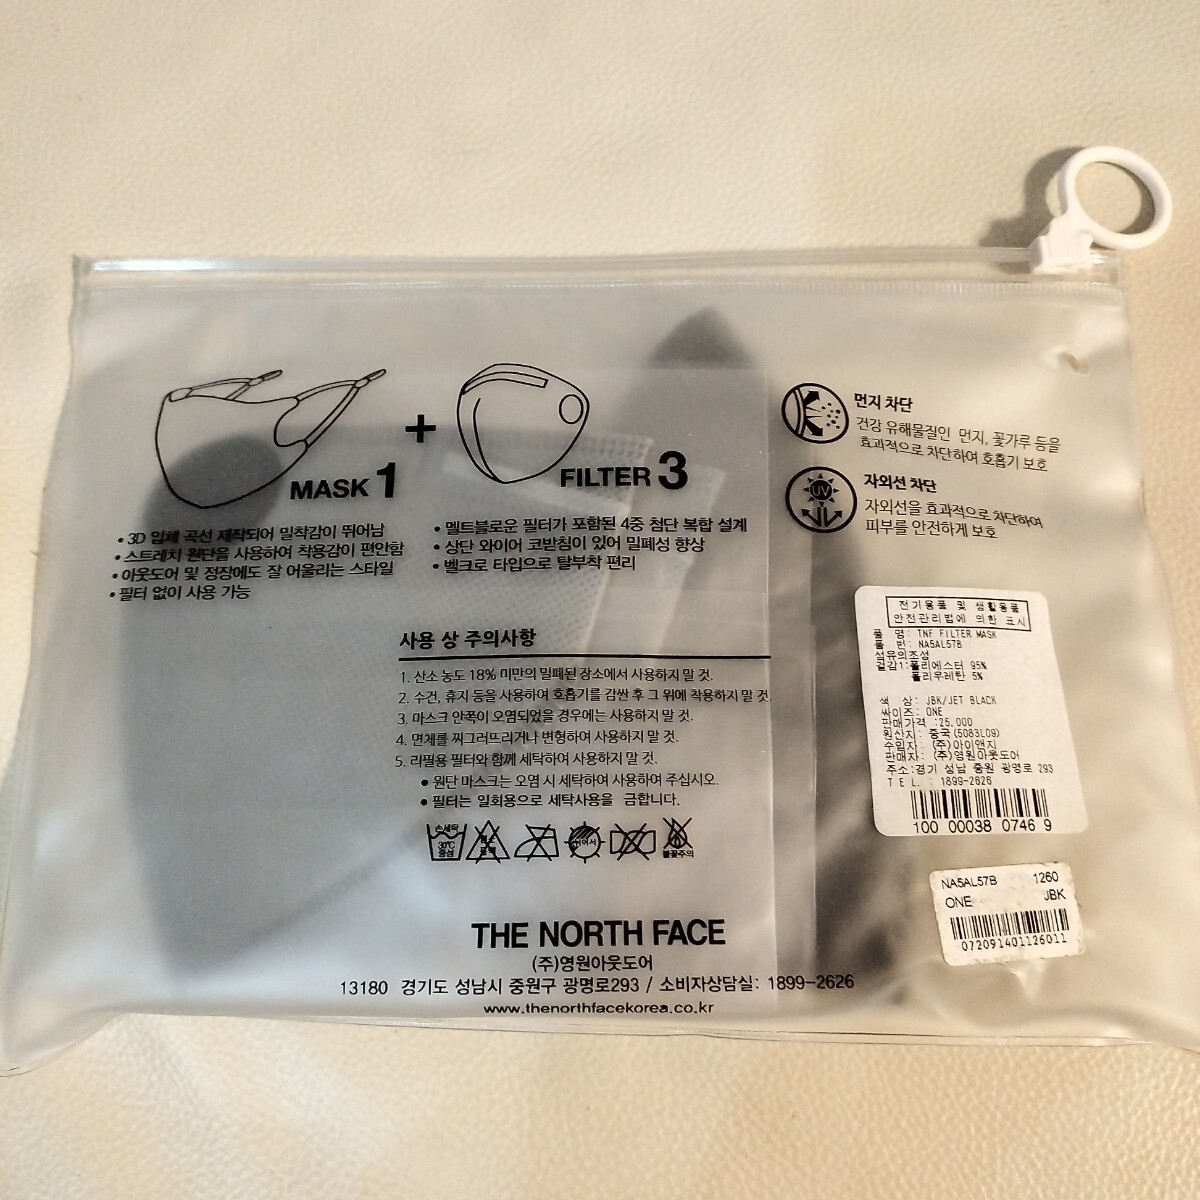 MASK 1
+
FILTER 3
• 3D 입체 곡선 제작되어 밀착감이 뛰어남
• 스트레치 원단을 사용하여 착용감이 편안함
• 아웃도어 및 정장에도 잘 어울리는 스타일
• 필터 없이 사용 가능
• 멜트블로운 필터가 포함된 4중 첨단 복합 설계
• 상단 와이어 코받침이 있어 밀폐성 향상
• 벨크로 타입으로 탈부착 편리
먼지 차단
건강 유해물질인 먼지, 꽃가루 등을
효과적으로 차단하여 호흡기 보호
UV
자외선 차단
자외선을 효과적으로 차단하여
피부를 안전하게 보호
사용 상 주의사항
1. 산소 농도 18% 미만의 밀폐된 장소에서 사용하지 말 것.
2. 수건, 휴지 등을 사용하여 호흡기를 감싼 후 그 위에 착용하지 말 것.
3. 마스크 안쪽이 오염되었을 경우에는 사용하지 말 것.
4. 면체를 찌그러뜨리거나 변형하여 사용하지 말 것.
5. 리필용 필터와 함께 세탁하여 사용하지 말 것.
• 원단 마스크는 오염 시 세탁하여 사용하여 주십시오.
• 필터는 일회용으로 세탁사용을 금합니다.
손세탁
30℃
중성
염소
표백
뉘어서
불꽃주의
THE NORTH FACE
(주)영원아웃도어
13180 경기도 성남시 중원구 광명로293 / 소비자상담실: 1899-2626
www.thenorthfacekorea.co.kr
전기용품 및 생활용품
안전관리법에 의한 표시
품 명: TNF FILTER MASK
품 번: NA5AL57B
섬유의조성
겉감1:폴리에스터 95%
폴리우레탄 5%
색 상: JBK/JET BLACK
싸이즈: ONE
판매가격 :25,000
원산지: 중국(5083L09)
수입자: (주)아이앤지
판매자: (주)영원아웃도어
주소:경기 성남 중원 광명로 293
TEL. : 1899-2626
100 00038 0746 9
NA5AL57B 1260
ONE JBK
072091401126011